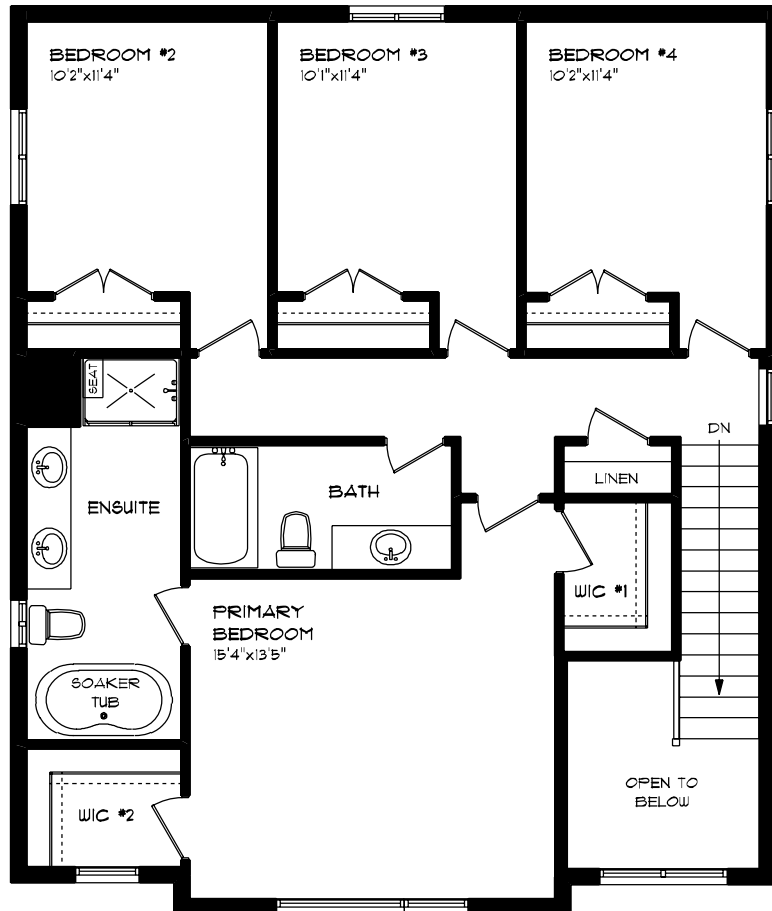 BEDROOM #2
10'2"x11'4"
BEDROOM #3
10'1"x11'4"
BEDROOM #4
10'2"x11'4"
SEAT
DN
LINEN
BATH
ENSUITE
WIC #1
PRIMARY
BEDROOM
15'4"x13'5"
SOAKER
TUB
OPEN TO
BELOW
WIC #2